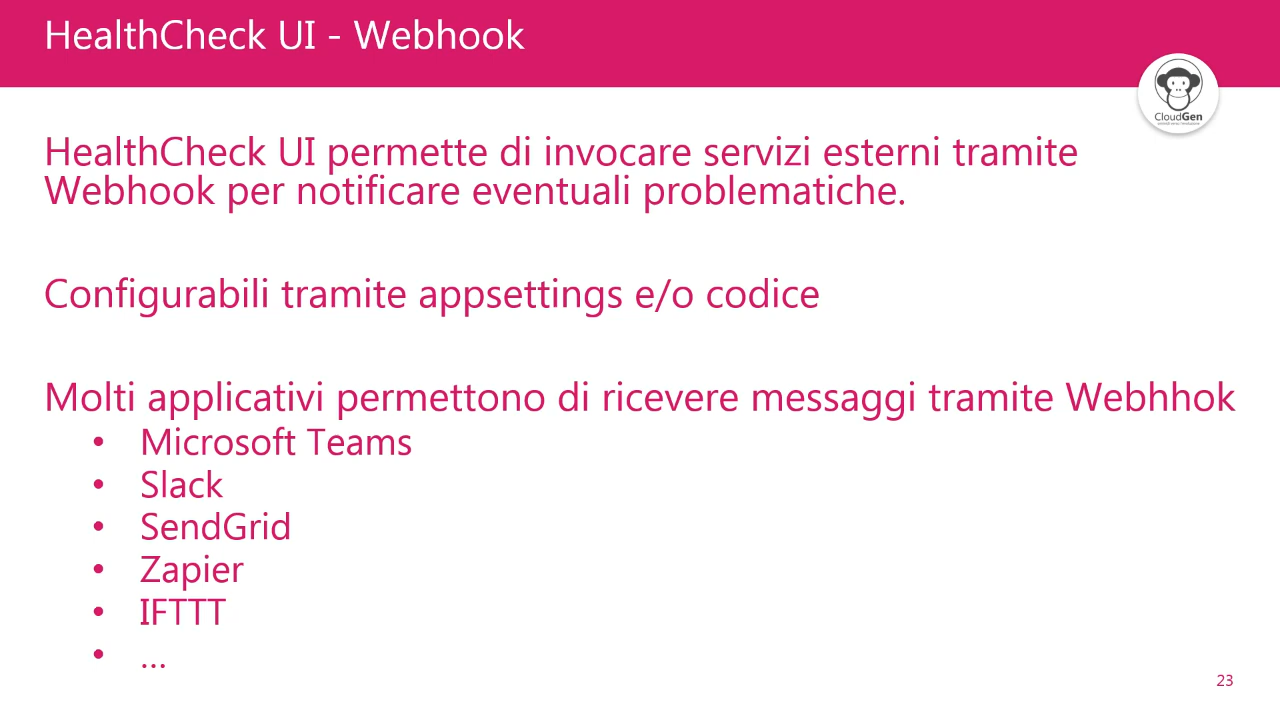 HealthCheck UI - Webhook
CloudGen
HealthCheck UI permette di invocare servizi esterni tramite
Webhook per notificare eventuali problematiche.
Configurabili tramite appsettings e/o codice
Molti applicativi permettono di ricevere messaggi tramite Webhhok
• Microsoft Teams
• Slack
• SendGrid
• Zapier
• IFTTT
• ...
23